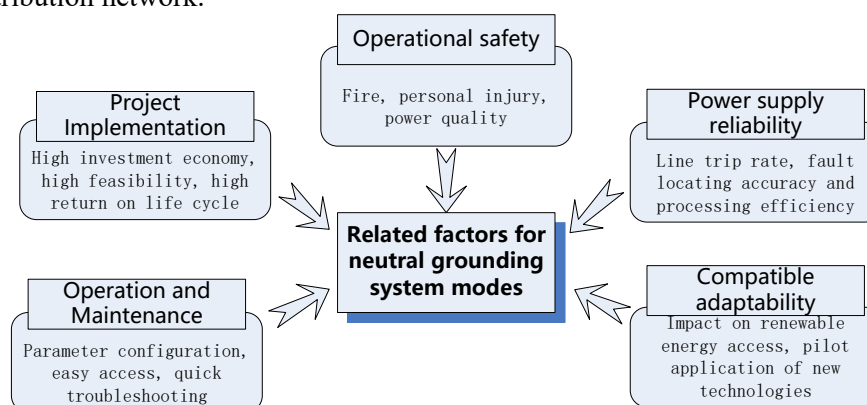 tribution network.
Operational safety
Fire, personal injury,
power quality
Project
Implementation
High investment economy,
high feasibility, high
return on life cycle
Power supply
reliability
Line trip rate, fault
locating accuracy and
processing efficiency
Related factors for
neutral grounding
system modes
Operation and
Maintenance
Parameter configuration,
easy access, quick
troubleshooting
Compatible
adaptability
Impact on renewable
energy access, pilot
application of new
technologies